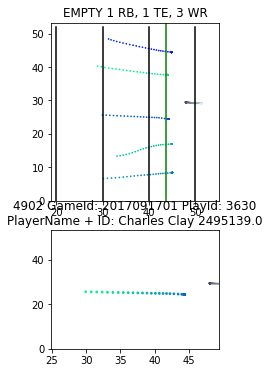 EMPTY 1 RB, 1 TE, 3 WR
50
40
30
20
10
0
20 30 40 50
4902 GameId: 2017091701 PlayId: 3630
PlayerName + ID: Charles Clay 2495139.0
40
20
0
25 30 35 40 45